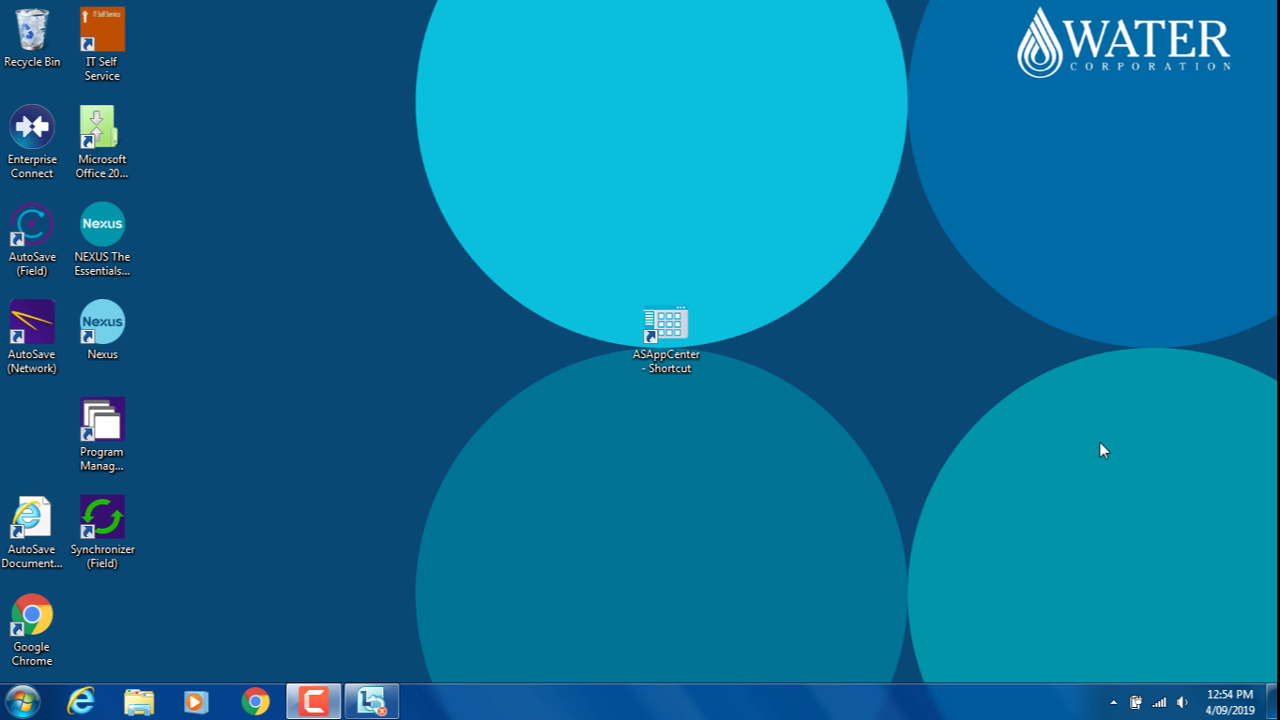 Recycle Bin
IT Self Service
IT Self
Service
WATER
CORPORATION
Enterprise
Connect
Microsoft
Office 20...
AutoSave
(Field)
Nexus
NEXUS The
Essentials...
AutoSave
(Network)
Nexus
Nexus
ASAppCenter
- Shortcut
Program
Manag...
AutoSave
Document...
Synchronizer
(Field)
Google
Chrome
12:54 PM
4/09/2019